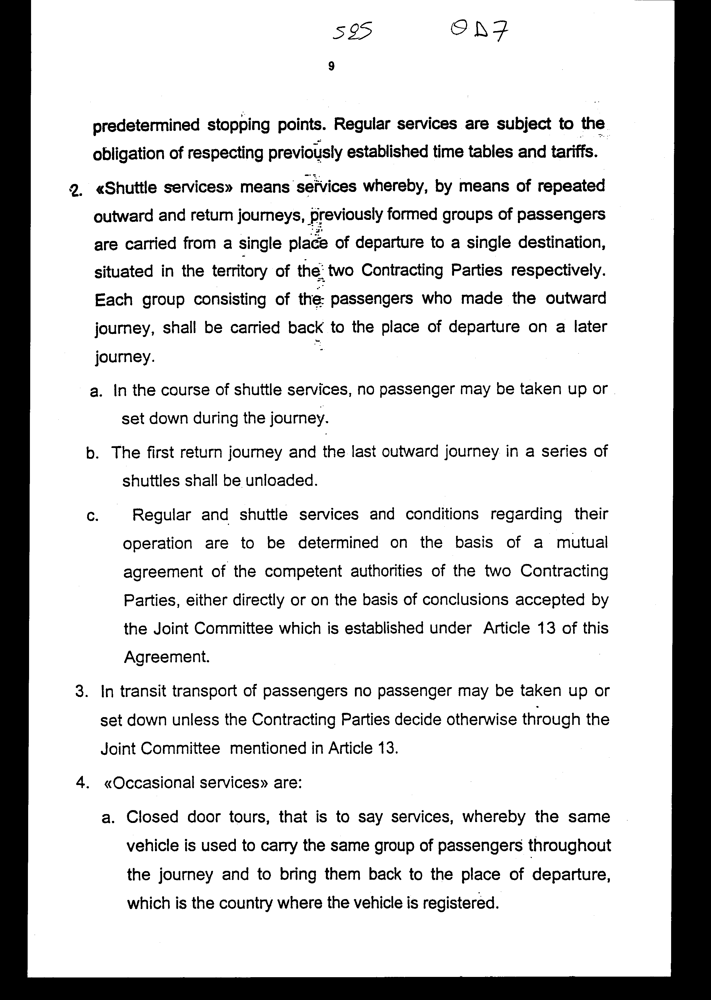 595 ΘΔ7
9
predetermined stopping points. Regular services are subject to the
obligation of respecting previously established time tables and tariffs.
2. «Shuttle services» means services whereby, by means of repeated
outward and return journeys, previously formed groups of passengers
are carried from a single place of departure to a single destination,
situated in the territory of the two Contracting Parties respectively.
Each group consisting of the passengers who made the outward
journey, shall be carried back to the place of departure on a later
journey.
a. In the course of shuttle services, no passenger may be taken up or
set down during the journey.
b. The first return journey and the last outward journey in a series of
shuttles shall be unloaded.
c. Regular and shuttle services and conditions regarding their
operation are to be determined on the basis of a mutual
agreement of the competent authorities of the two Contracting
Parties, either directly or on the basis of conclusions accepted by
the Joint Committee which is established under Article 13 of this
Agreement.
3. In transit transport of passengers no passenger may be taken up or
set down unless the Contracting Parties decide otherwise through the
Joint Committee mentioned in Article 13.
4. «Occasional services» are:
a. Closed door tours, that is to say services, whereby the same
vehicle is used to carry the same group of passengers throughout
the journey and to bring them back to the place of departure,
which is the country where the vehicle is registered.